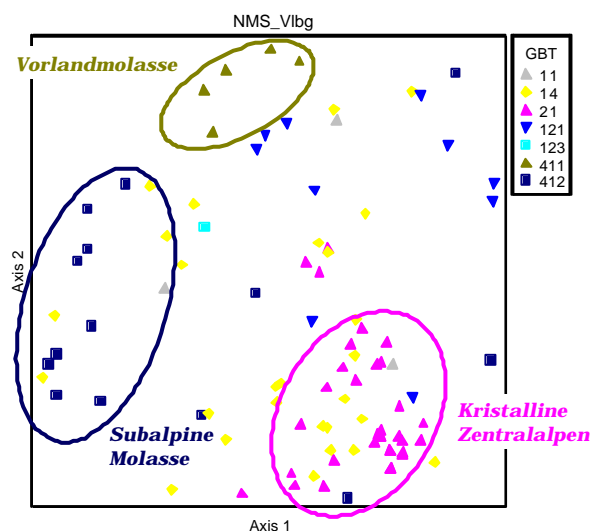 NMS_Vlbg
Vorlandmolasse
GBT
11
14
21
121
123
411
412
Axis 2
Subalpine
Molasse
Kristalline
Zentralalpen
Axis 1